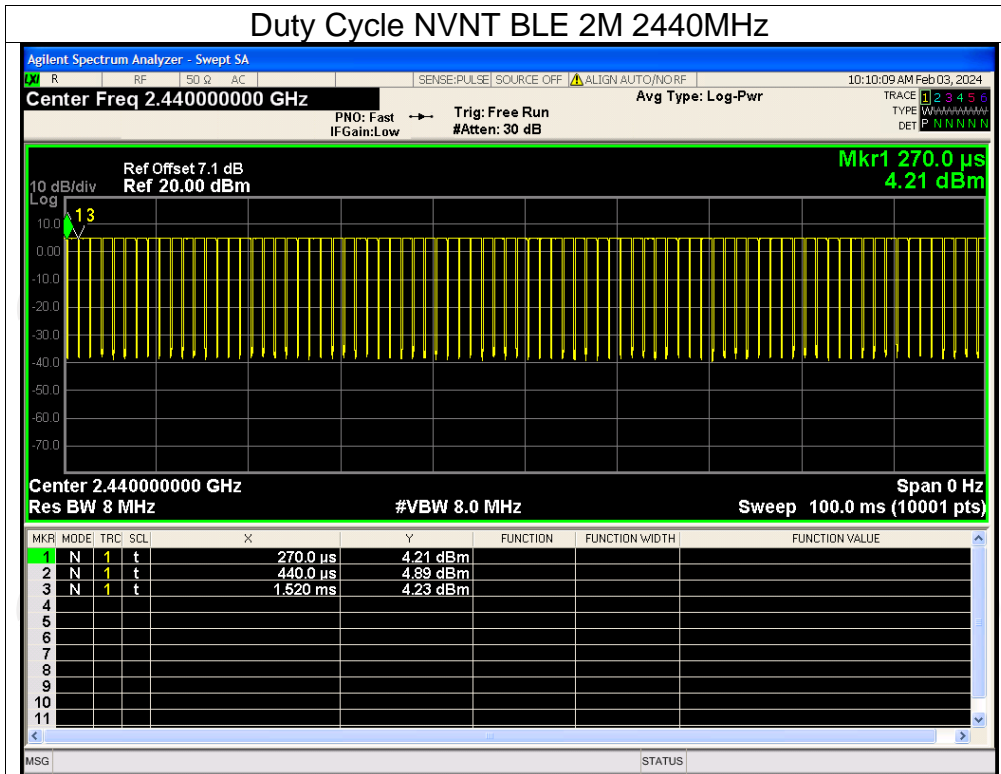 Duty Cycle NVNT BLE 2M 2440MHz
Agilent Spectrum Analyzer - Swept SA
LXI R RF 50 Ω AC SENSE:PULSE SOURCE OFF ALIGN AUTO/NO RF 10:10:09 AM Feb 03, 2024
Center Freq 2.440000000 GHz Avg Type: Log-Pwr TRACE 1 2 3 4 5 6
PNO: Fast Trig: Free Run TYPE WWWWWW
IFGain:Low #Atten: 30 dB DET P N N N N N
Mkr1 270.0 µs
Ref Offset 7.1 dB
10 dB/div Ref 20.00 dBm 4.21 dBm
Log
1 3
10.0
0.00
-10.0
-20.0
-30.0
-40.0
-50.0
-60.0
-70.0
Center 2.440000000 GHz Span 0 Hz
Res BW 8 MHz #VBW 8.0 MHz Sweep 100.0 ms (10001 pts)
MKR MODE TRC SCL X Y FUNCTION FUNCTION WIDTH FUNCTION VALUE
1 N 1 t 270.0 µs 4.21 dBm
2 N 1 t 440.0 µs 4.89 dBm
3 N 1 t 1.520 ms 4.23 dBm
4
5
6
7
8
9
10
11
MSG STATUS